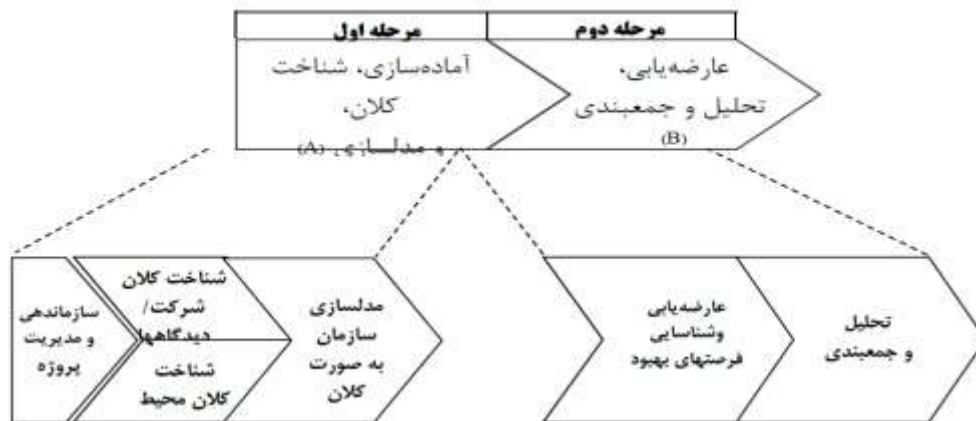 مرحله اول
مرحله دوم
آماده‌سازی، شناخت
کلان،
و مدلسازی (A)
عارضه‌یابی،
تحلیل و جمعبندی
(B)
سازماندهی
و مدیریت
پروژه
شناخت کلان
شرکت/
دیدگاهها
شناخت
کلان محیط
مدلسازی
سازمان
به صورت
کلان
عارضه‌یابی
وشناسایی
فرصتهای بهبود
تحلیل
و جمعبندی